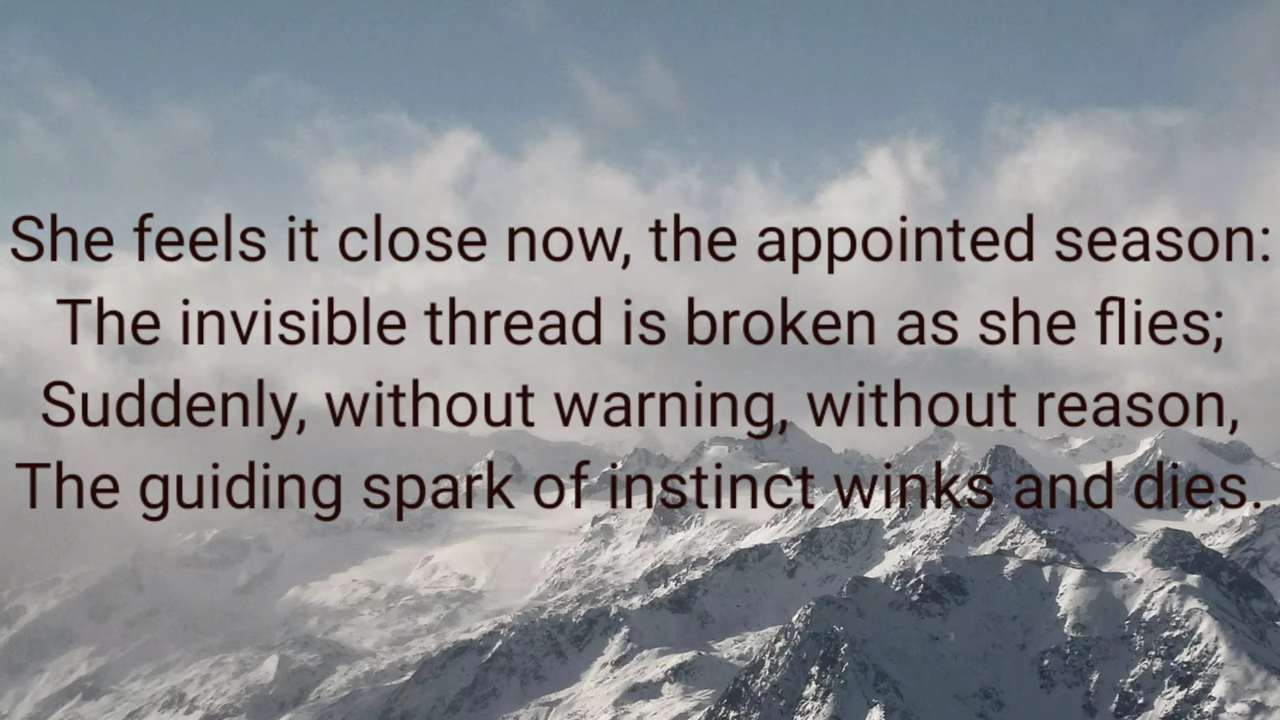 She feels it close now, the appointed season:
The invisible thread is broken as she flies;
Suddenly, without warning, without reason,
The guiding spark of instinct winks and dies.